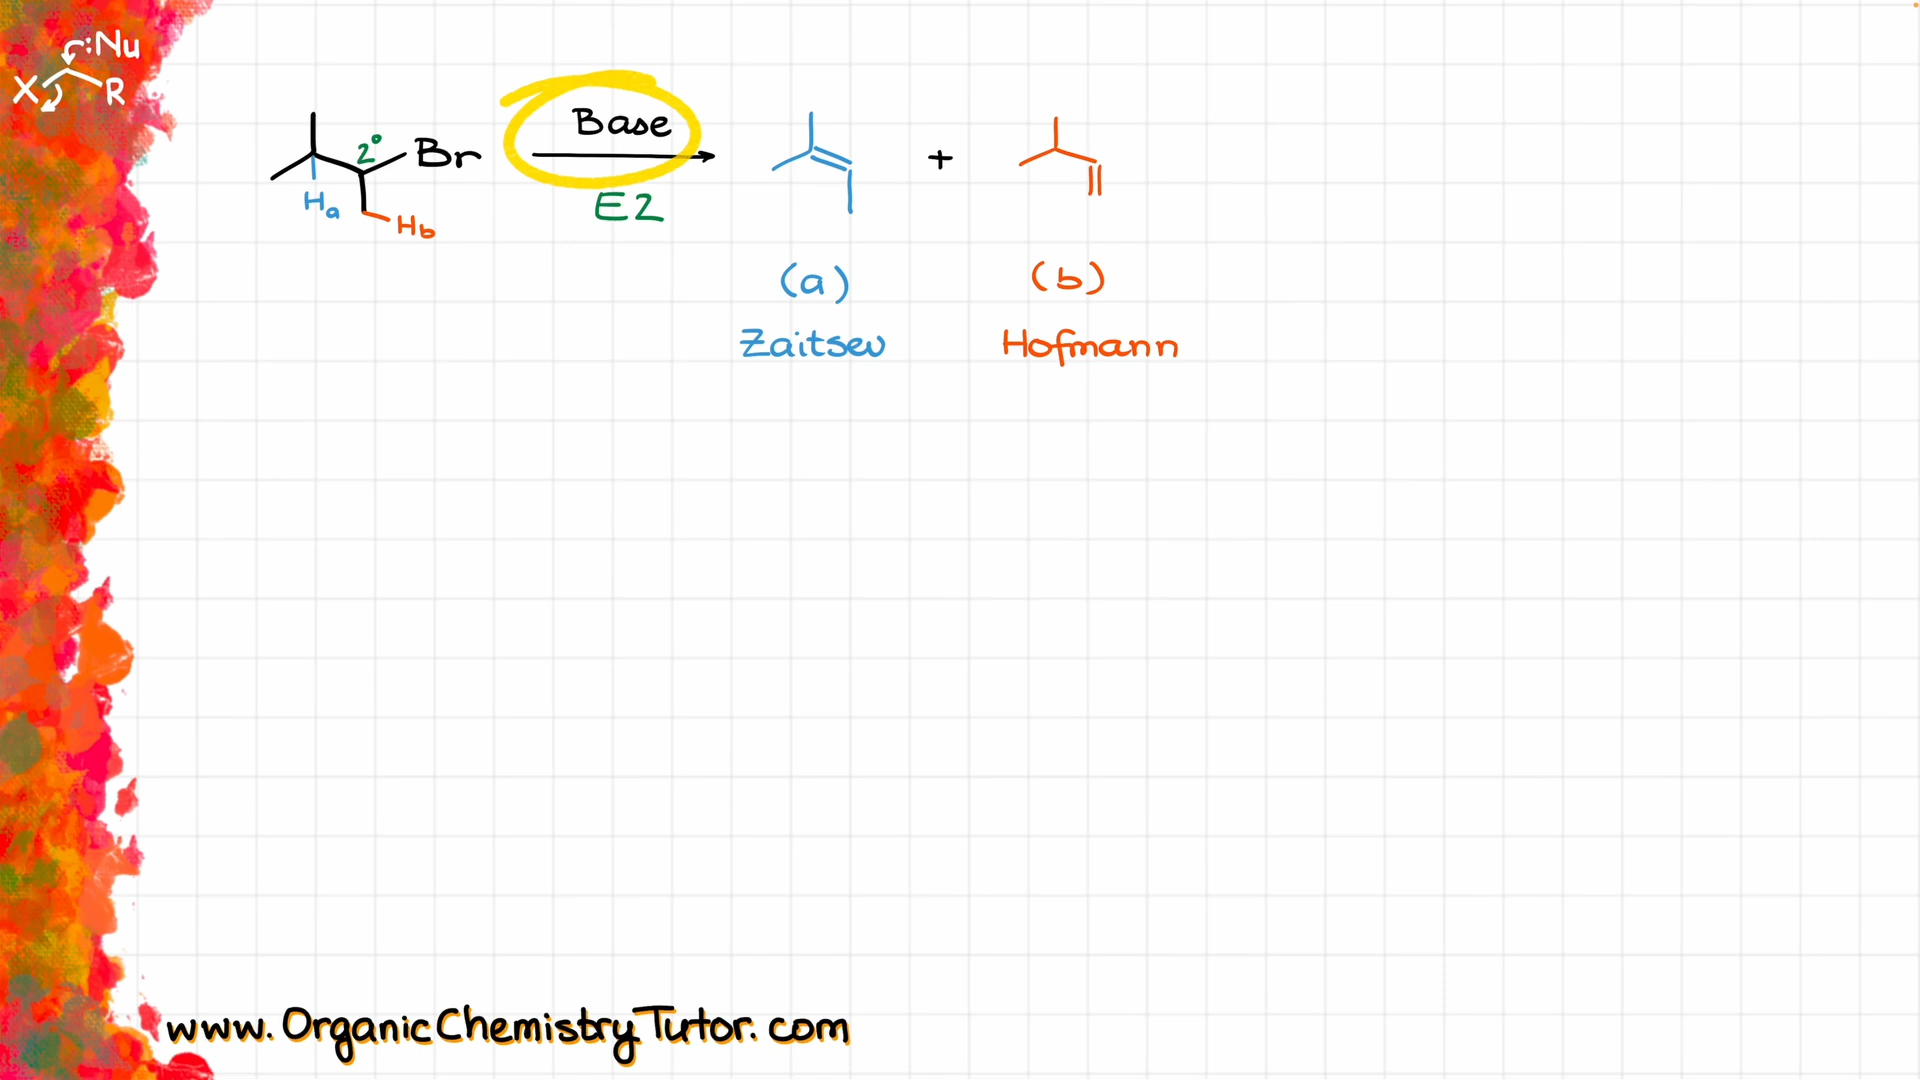 :Nu
X R
2° Br Base
Ha E2 +
Hb
(a) (b)
Zaitsev Hofmann
www.OrganicChemistryTutor.com